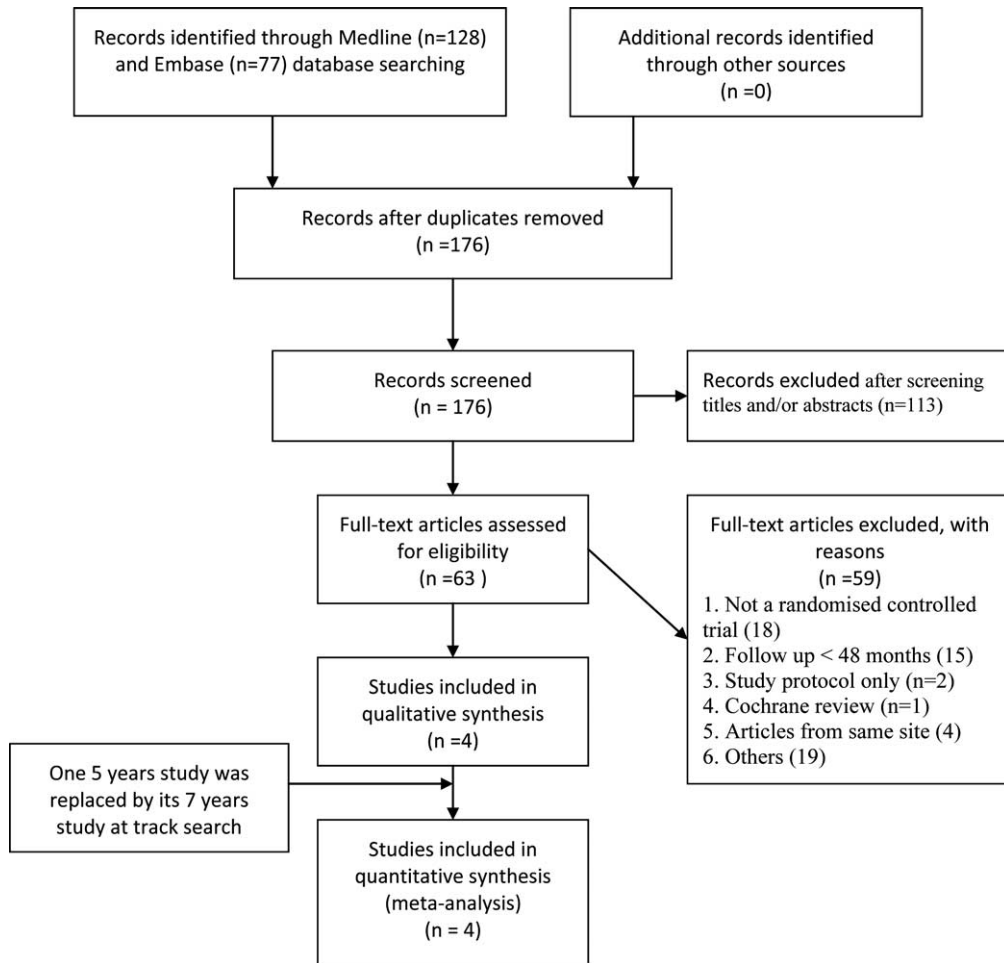 Records identified through Medline (n=128)
and Embase (n=77) database searching
Additional records identified
through other sources
(n =0)
Records after duplicates removed
(n =176)
Records screened
(n = 176)
Records excluded after screening
titles and/or abstracts (n=113)
Full-text articles assessed
for eligibility
(n =63 )
Full-text articles excluded, with
reasons
(n =59)
1. Not a randomised controlled
trial (18)
2. Follow up < 48 months (15)
3. Study protocol only (n=2)
4. Cochrane review (n=1)
5. Articles from same site (4)
6. Others (19)
Studies included in
qualitative synthesis
(n =4)
One 5 years study was
replaced by its 7 years
study at track search
Studies included in
quantitative synthesis
(meta-analysis)
(n = 4)